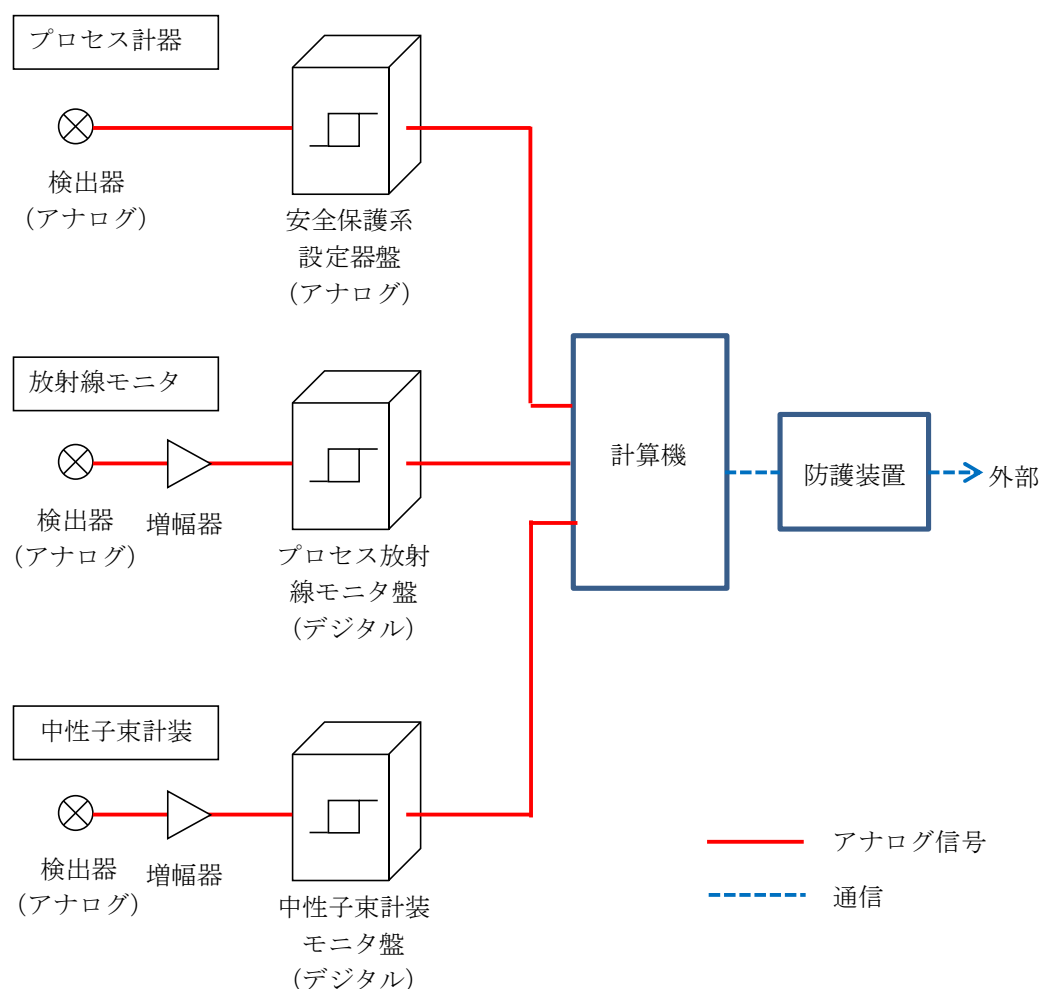 プロセス計器
検出器
(アナログ)
安全保護系
設定器盤
(アナログ)
放射線モニタ
検出器
(アナログ)
増幅器
プロセス放射
線モニタ盤
(デジタル)
中性子束計装
検出器
(アナログ)
増幅器
中性子束計装
モニタ盤
(デジタル)
計算機
防護装置
外部
アナログ信号
通信